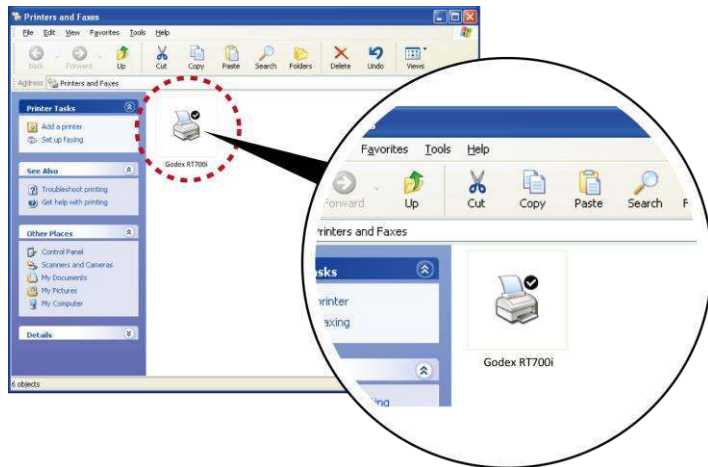 Printers and Faxes
File Edit View Favorites Tools Help
Back Forward Up Cut Copy Paste Search Folders Delete Undo Views
Address Printers and Faxes
Printer Tasks
Add a printer
Set up faxing
See Also
Troubleshoot printing
Get help with printing
Other Places
Control Panel
Scanners and Cameras
My Documents
My Pictures
My Computer
Details
Godex RT700i
6 objects
s
Favorites Tools Help
Forward Up Cut Copy Paste Search F
Printers and Faxes
sks
rinter
axing
Godex RT700i
ting